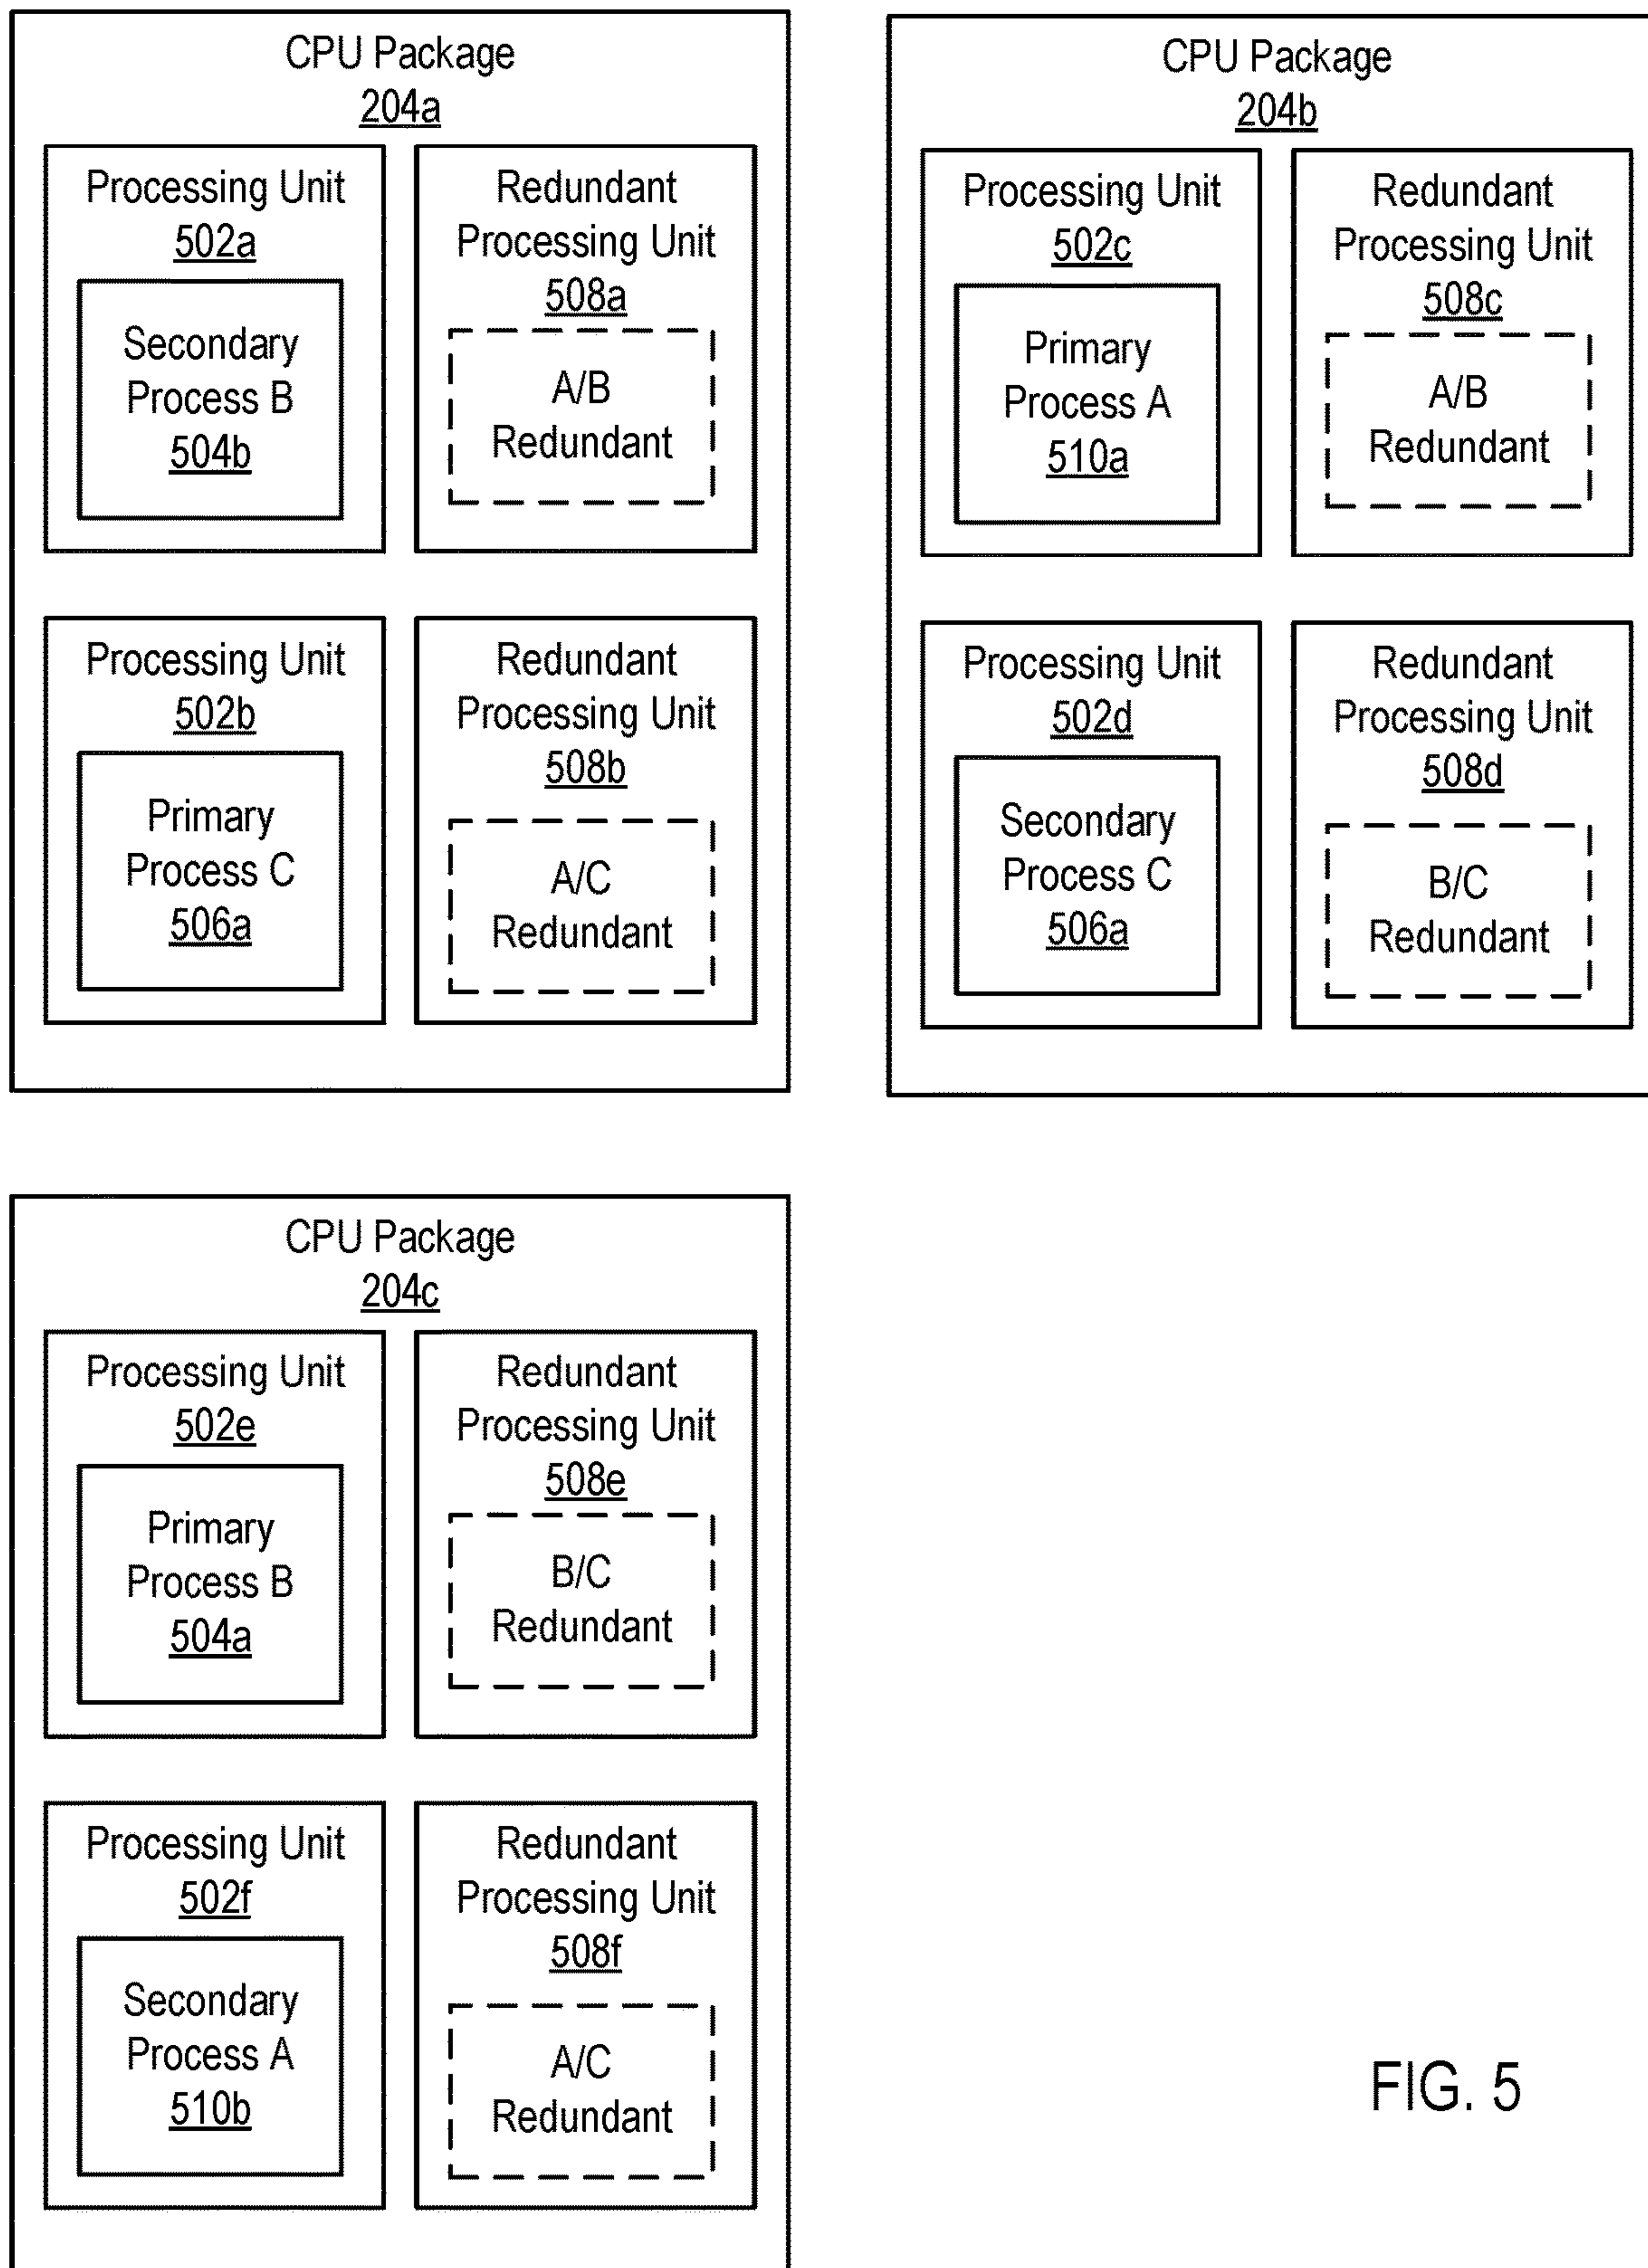 CPU Package
204a
Processing Unit
502a
Secondary
Process B
504b
Redundant
Processing Unit
508a
A/B
Redundant
Processing Unit
502b
Primary
Process C
506a
Redundant
Processing Unit
508b
A/C
Redundant
CPU Package
204b
Processing Unit
502c
Primary
Process A
510a
Redundant
Processing Unit
508c
A/B
Redundant
Processing Unit
502d
Secondary
Process C
506a
Redundant
Processing Unit
508d
B/C
Redundant
CPU Package
204c
Processing Unit
502e
Primary
Process B
504a
Redundant
Processing Unit
508e
B/C
Redundant
Processing Unit
502f
Secondary
Process A
510b
Redundant
Processing Unit
508f
A/C
Redundant
FIG. 5